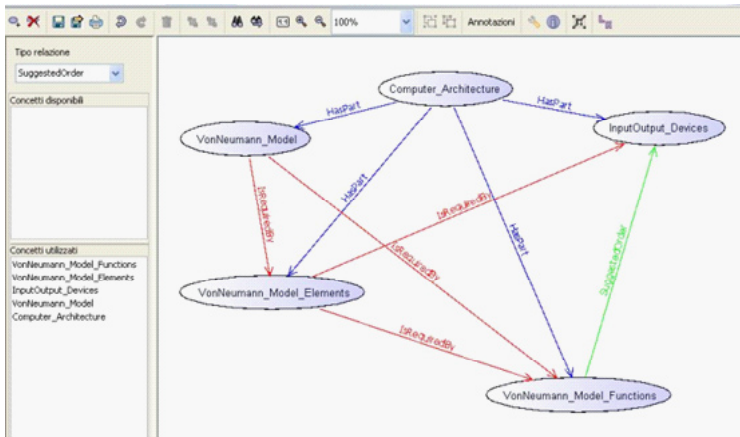 100%
Annotazioni
Tipo relazione
SuggestedOrder
Concetti disponibili
Concetti utilizzati
VonNeumann_Model_Functions
VonNeumann_Model_Elements
InputOutput_Devices
VonNeumann_Model
Computer_Architecture
Computer_Architecture
HasPart
HasPart
InputOutput_Devices
VonNeumann_Model
HasPart
IsRequiredBy
IsRequiredBy
HasPart
IsRequiredBy
SuggestedOrder
VonNeumann_Model_Elements
IsRequiredBy
VonNeumann_Model_Functions